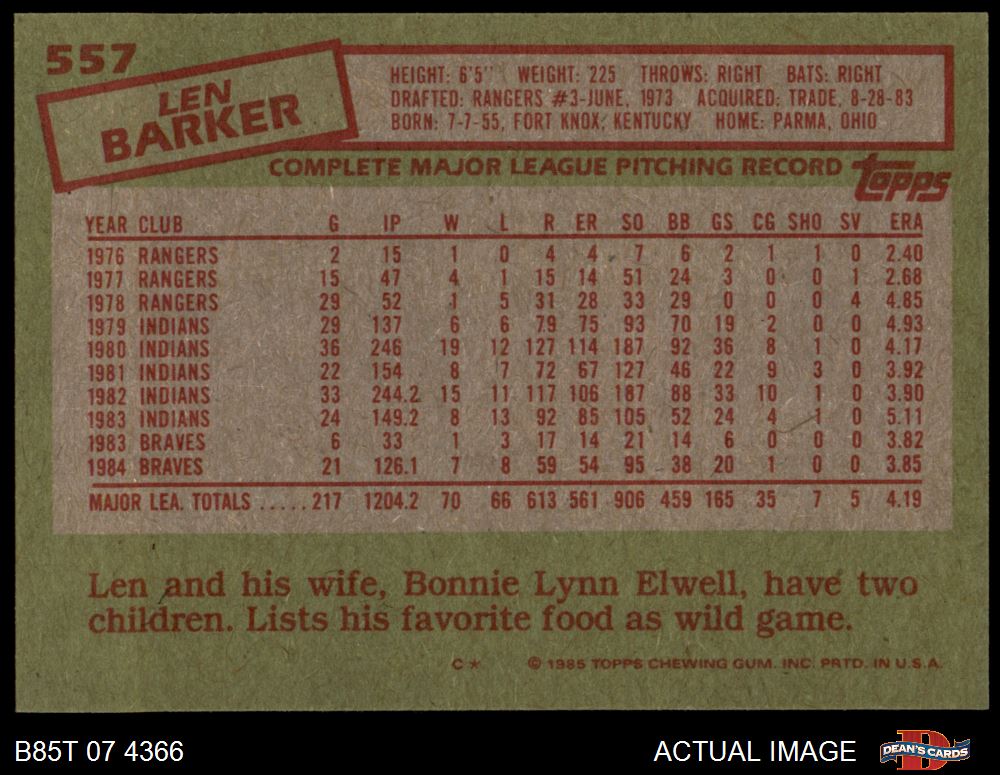 557
LEN
BARKER
HEIGHT: 6'5" WEIGHT: 225 THROWS: RIGHT BATS: RIGHT
DRAFTED: RANGERS #3-JUNE, 1973 ACQUIRED: TRADE, 8-28-83
BORN: 7-7-55, FORT KNOX, KENTUCKY HOME: PARMA, OHIO
COMPLETE MAJOR LEAGUE PITCHING RECORD topps
YEAR CLUB G IP W L R ER SO BB GS CG SHO SV ERA
1976 RANGERS 2 15 1 0 4 4 7 6 2 1 1 0 2.40
1977 RANGERS 15 47 4 1 15 14 51 24 3 0 0 1 2.68
1978 RANGERS 29 52 1 5 31 28 33 29 0 0 0 4 4.85
1979 INDIANS 29 137 6 6 79 75 93 70 19 2 0 0 4.93
1980 INDIANS 36 246 19 12 127 114 187 92 36 8 1 0 4.17
1981 INDIANS 22 154 8 7 72 67 127 46 22 9 3 0 3.92
1982 INDIANS 33 244.2 15 11 117 106 187 88 33 10 1 0 3.90
1983 INDIANS 24 149.2 8 13 92 85 105 52 24 4 1 0 5.11
1983 BRAVES 6 33 1 3 17 14 21 14 6 0 0 0 3.82
1984 BRAVES 21 126.1 7 8 59 54 95 38 20 1 0 0 3.85
MAJOR LEA. TOTALS ..... 217 1204.2 70 66 613 561 906 459 165 35 7 5 4.19
Len and his wife, Bonnie Lynn Elwell, have two
children. Lists his favorite food as wild game.
C* © 1985 TOPPS CHEWING GUM. INC. PRTD. IN U.S.A.
B85T 07 4366 ACTUAL IMAGE DEAN'S CARDS